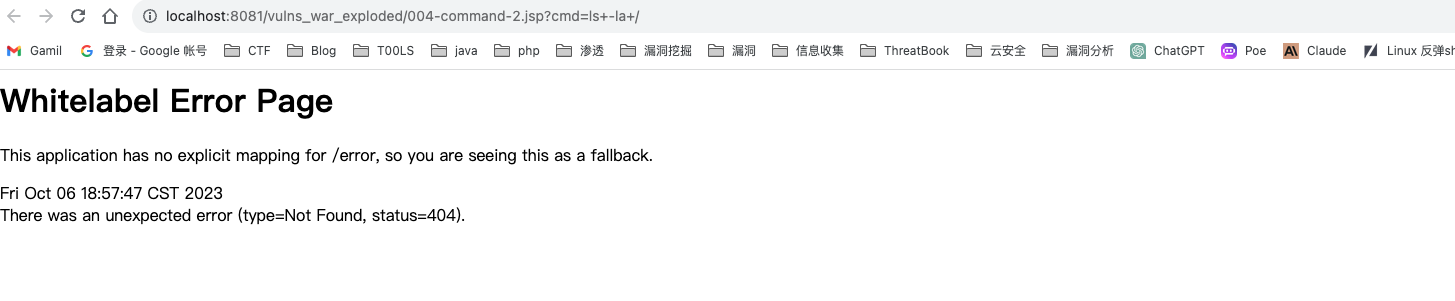 localhost:8081/vulns_war_exploded/004-command-2.jsp?cmd=ls+-la+/
Gamil 登录 - Google 帐号 CTF Blog T00LS java php 渗透 漏洞挖掘 漏洞 信息收集 ThreatBook 云安全 漏洞分析 ChatGPT Poe Claude Linux 反弹sh
Whitelabel Error Page
This application has no explicit mapping for /error, so you are seeing this as a fallback.
Fri Oct 06 18:57:47 CST 2023
There was an unexpected error (type=Not Found, status=404).